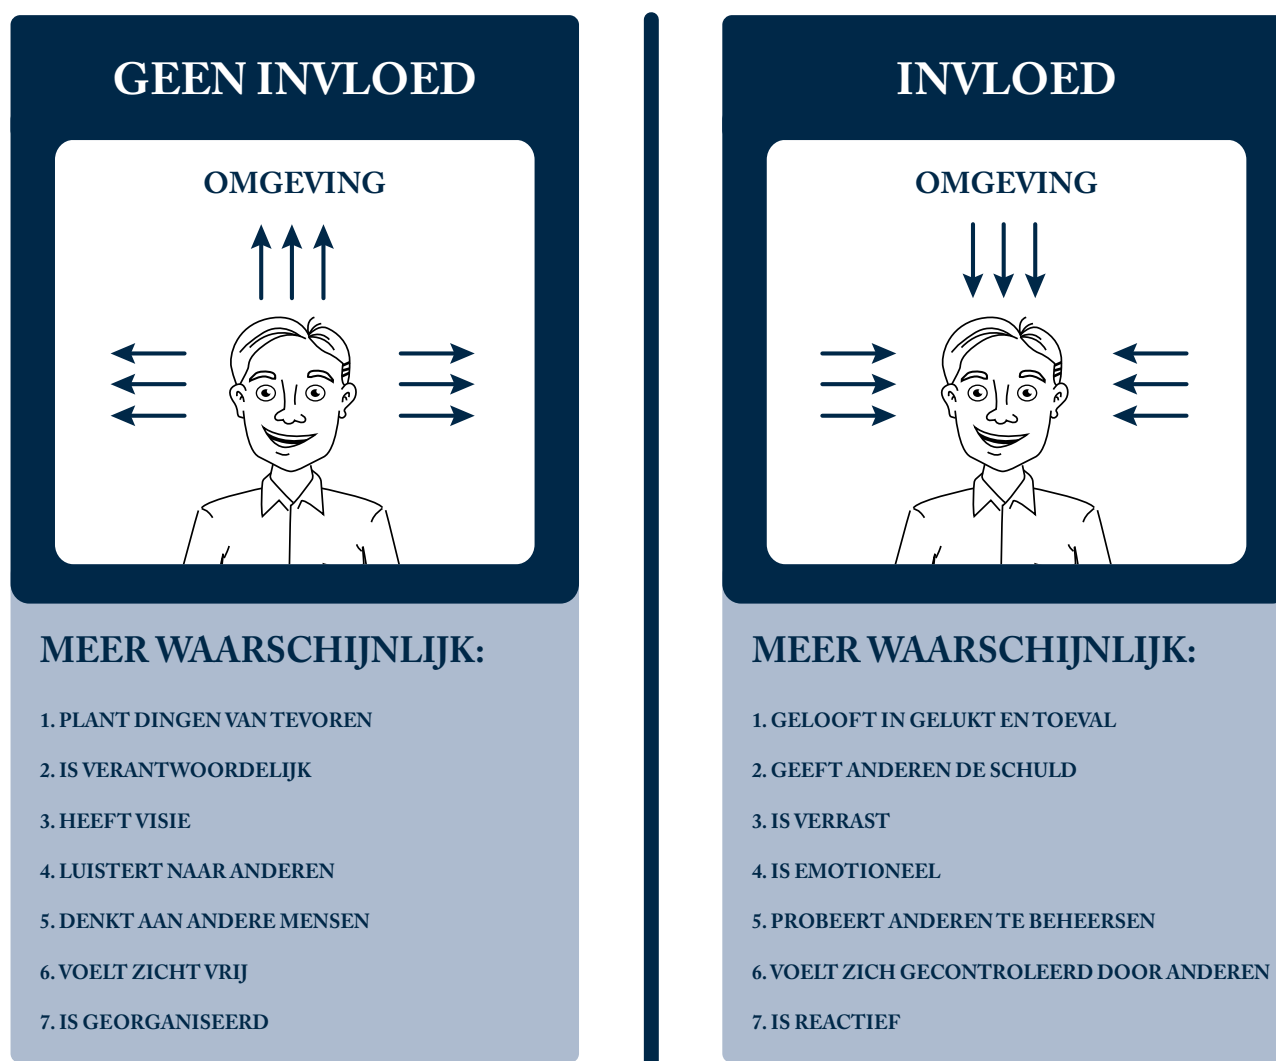 GEEN INVLOED
OMGEVING
MEER WAARSCHIJNLIJK:
1. PLANT DINGEN VAN TEVOREN
2. IS VERANTWOORDELIJK
3. HEEFT VISIE
4. LUISTERT NAAR ANDEREN
5. DENKT AAN ANDERE MENSEN
6. VOELT ZICHT VRIJ
7. IS GEORGANISEERD
INVLOED
OMGEVING
MEER WAARSCHIJNLIJK:
1. GELOOFT IN GELUKT EN TOEVAL
2. GEEFT ANDEREN DE SCHULD
3. IS VERRAST
4. IS EMOTIONEEL
5. PROBEERT ANDEREN TE BEHEERSEN
6. VOELT ZICH GECONTROLEERD DOOR ANDEREN
7. IS REACTIEF